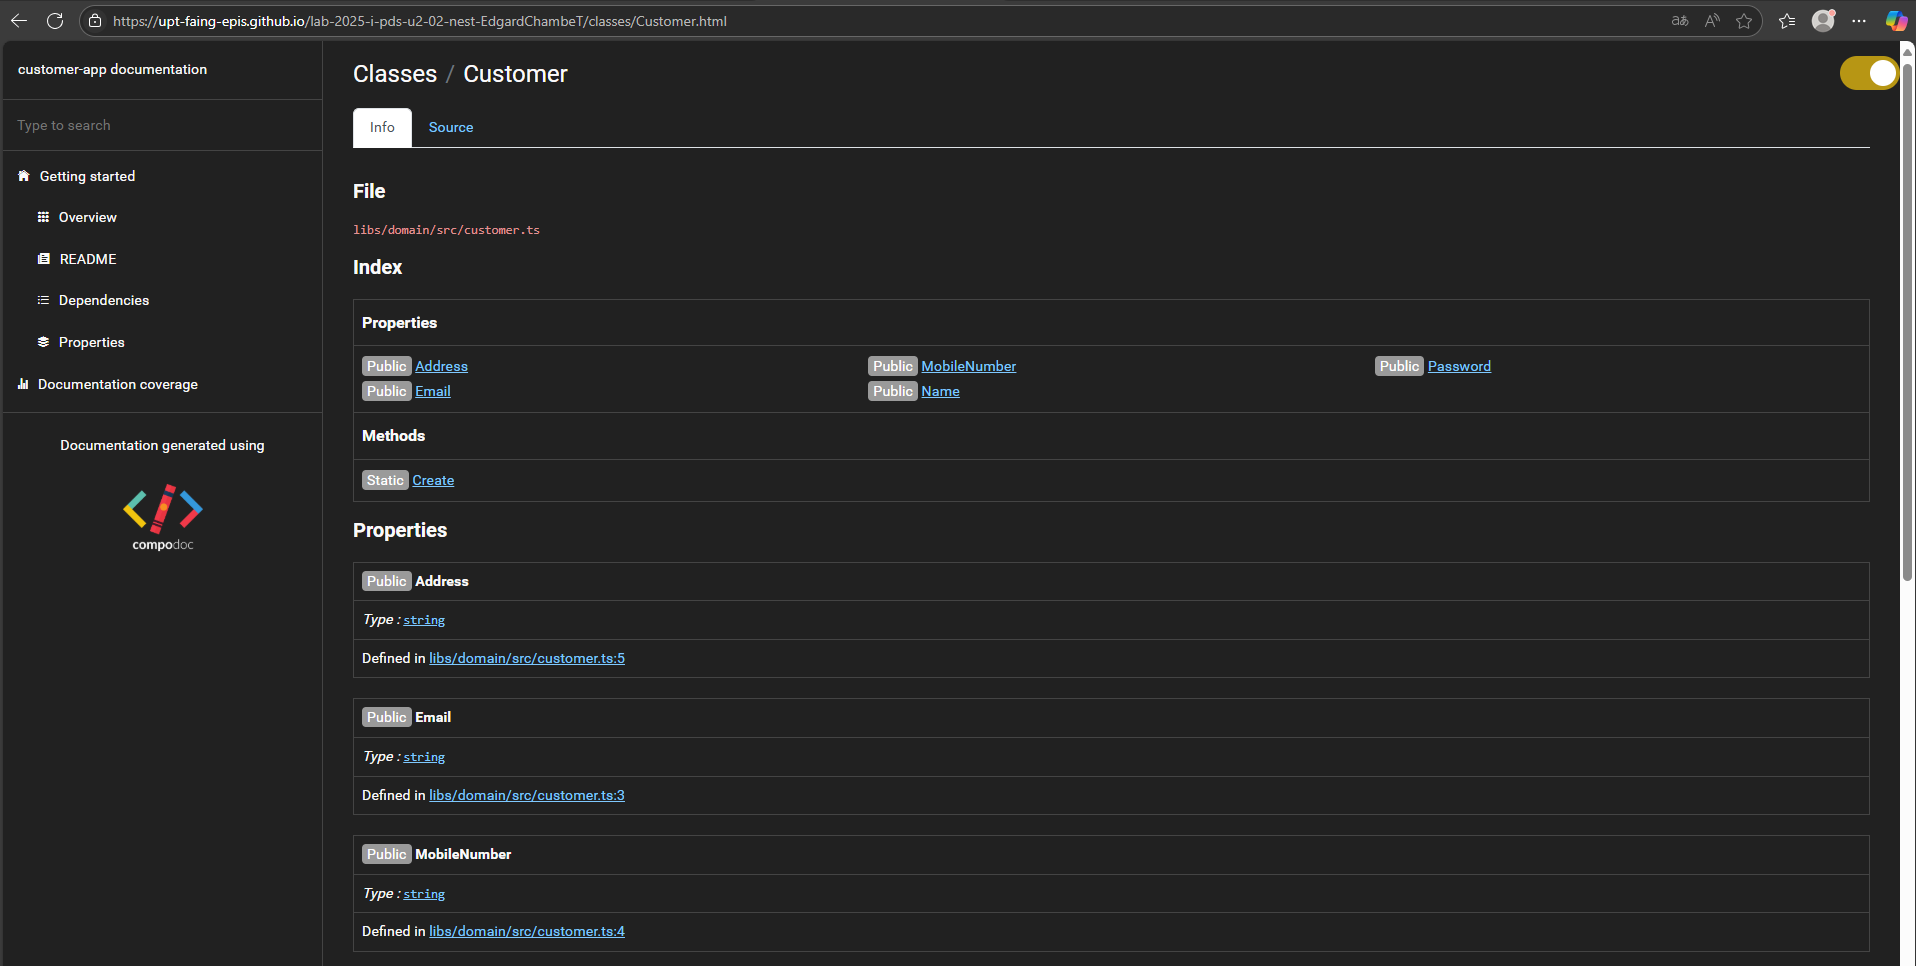 https://upt-faing-epis.github.io/lab-2025-i-pds-u2-02-nest-EdgardChambeT/classes/Customer.html
customer-app documentation
Type to search
Getting started
Overview
README
Dependencies
Properties
Documentation coverage
Documentation generated using
compodoc
Classes / Customer
Info Source
File
libs/domain/src/customer.ts
Index
Properties
Public Address Public MobileNumber Public Password
Public Email Public Name
Methods
Static Create
Properties
Public Address
Type : string
Defined in libs/domain/src/customer.ts:5
Public Email
Type : string
Defined in libs/domain/src/customer.ts:3
Public MobileNumber
Type : string
Defined in libs/domain/src/customer.ts:4